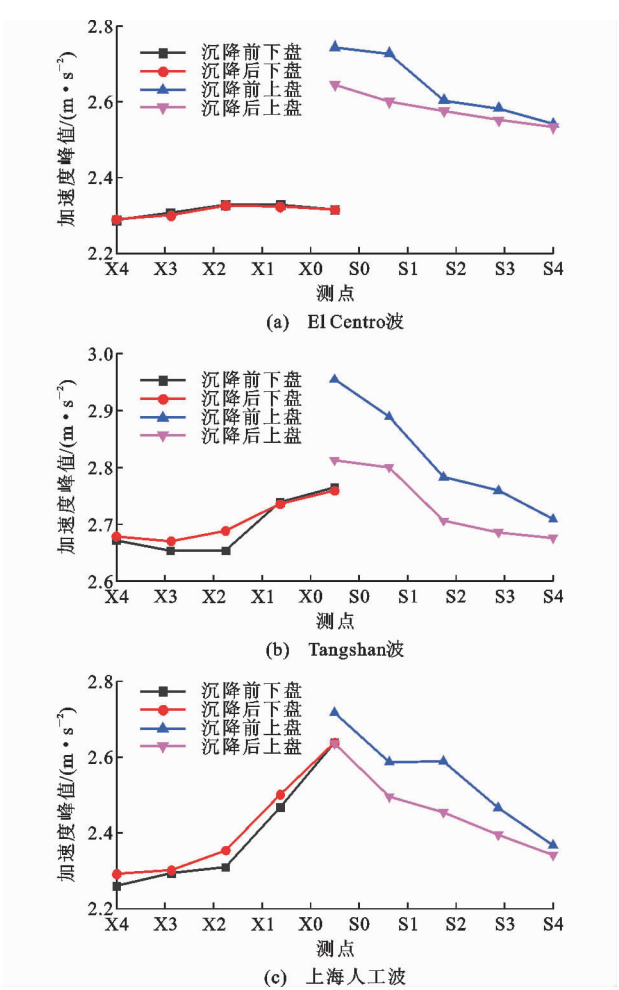 2.8
2.6
2.4
2.2
加速度峰值/(m·s⁻²)
沉降前下盘
沉降后下盘
沉降前上盘
沉降后上盘
X4 X3 X2 X1 X0 S0 S1 S2 S3 S4
测点
(a) El Centro波
3.0
2.9
2.8
2.7
2.6
加速度峰值/(m·s⁻²)
沉降前下盘
沉降后下盘
沉降前上盘
沉降后上盘
X4 X3 X2 X1 X0 S0 S1 S2 S3 S4
测点
(b) Tangshan波
2.8
2.6
2.4
2.2
加速度峰值/(m·s⁻²)
沉降前下盘
沉降后下盘
沉降前上盘
沉降后上盘
X4 X3 X2 X1 X0 S0 S1 S2 S3 S4
测点
(c) 上海人工波